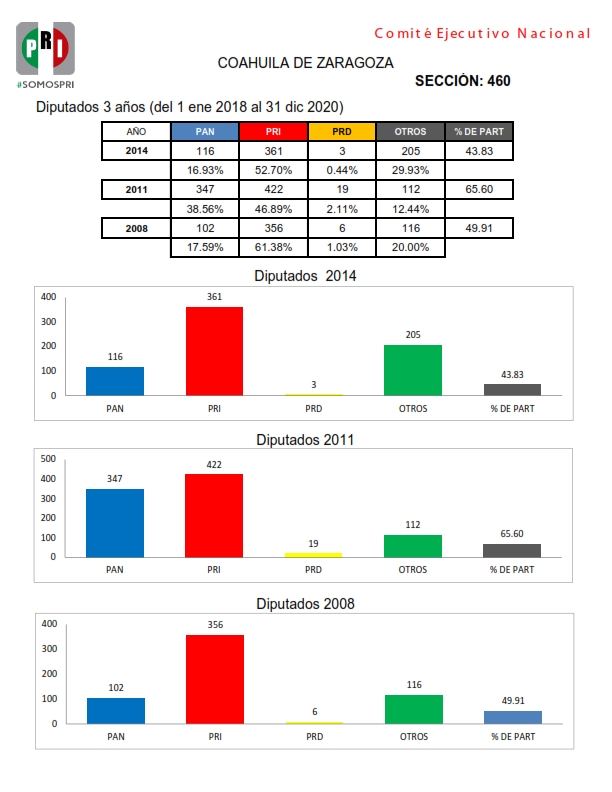 Comité Ejecutivo Nacional
PRI
#SOMOSPRI
COAHUILA DE ZARAGOZA
SECCIÓN: 460
Diputados 3 años (del 1 ene 2018 al 31 dic 2020)
AÑO PAN PRI PRD OTROS % DE PART
2014 116 361 3 205 43.83
16.93% 52.70% 0.44% 29.93%
2011 347 422 19 112 65.60
38.56% 46.89% 2.11% 12.44%
2008 102 356 6 116 49.91
17.59% 61.38% 1.03% 20.00%
Diputados 2014
400
300
200
100
0
116 361 3 205 43.83
PAN PRI PRD OTROS % DE PART
Diputados 2011
500
400
300
200
100
0
347 422 19 112 65.60
PAN PRI PRD OTROS % DE PART
Diputados 2008
400
300
200
100
0
102 356 6 116 49.91
PAN PRI PRD OTROS % DE PART